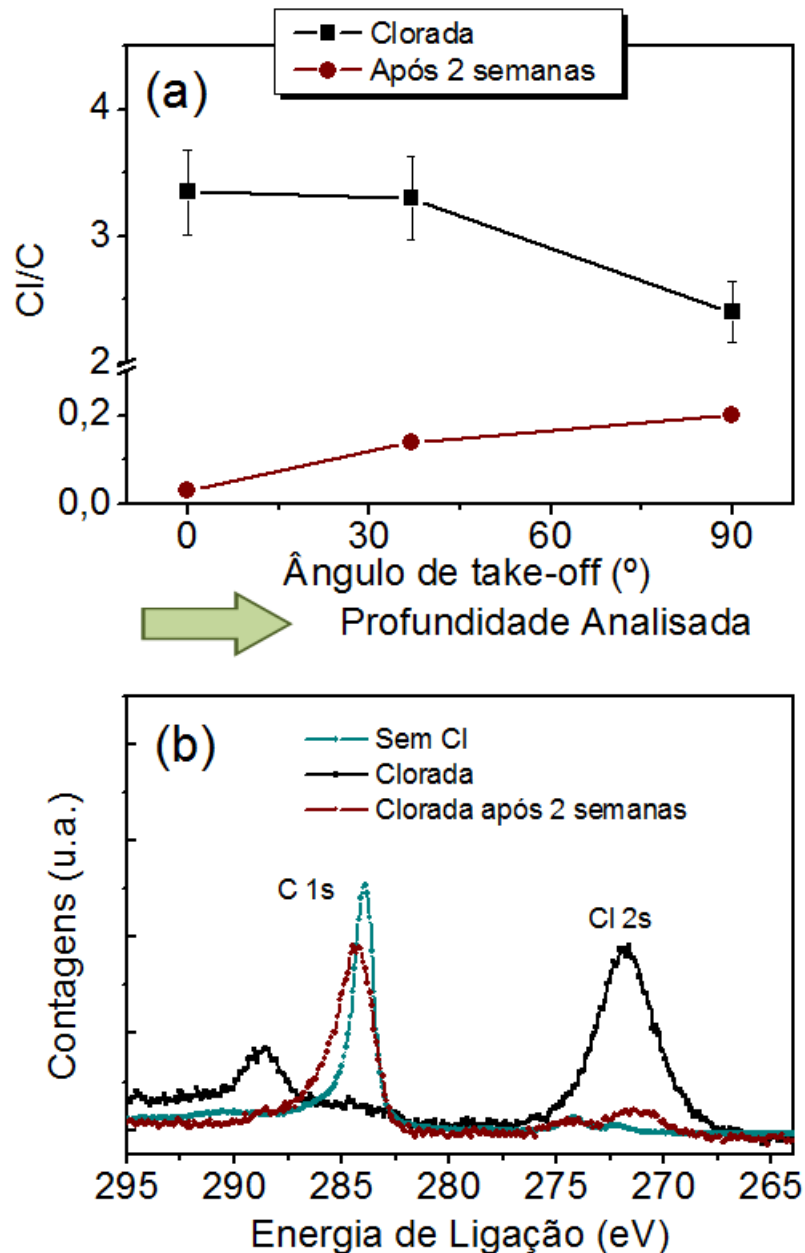 Clorada
Após 2 semanas
(a)
4
3
2
0,2
0,0
Cl/C
0 30 60 90
Ângulo de take-off (º)
Profundidade Analisada
(b)
Sem Cl
Clorada
Clorada após 2 semanas
C 1s
Cl 2s
Contagens (u.a.)
295 290 285 280 275 270 265
Energia de Ligação (eV)